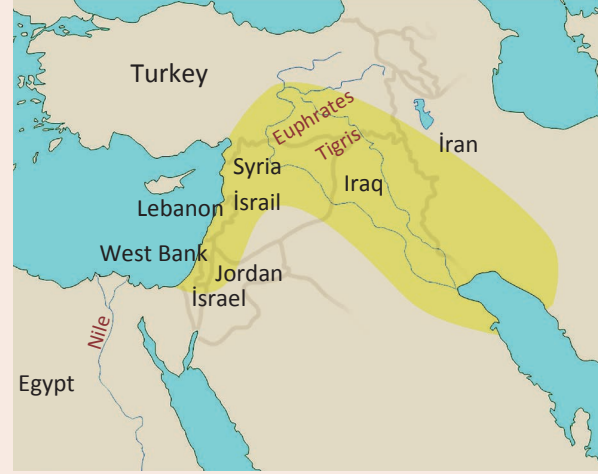 Turkey
Euphrates
Tigris
İran
Syria
Iraq
Lebanon
İsrail
West Bank
Jordan
İsrael
Nile
Egypt